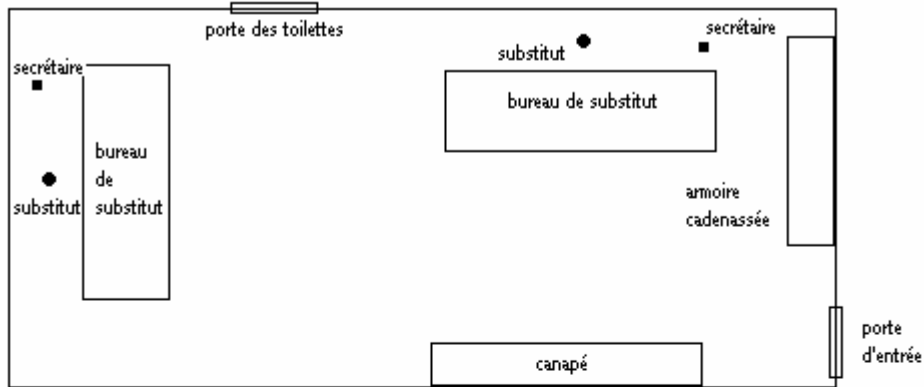 porte des toilettes
secrétaire
substitut
secrétaire
bureau de substitut
bureau
de
substitut
substitut
armoire
cadenassée
porte
d'entrée
canapé